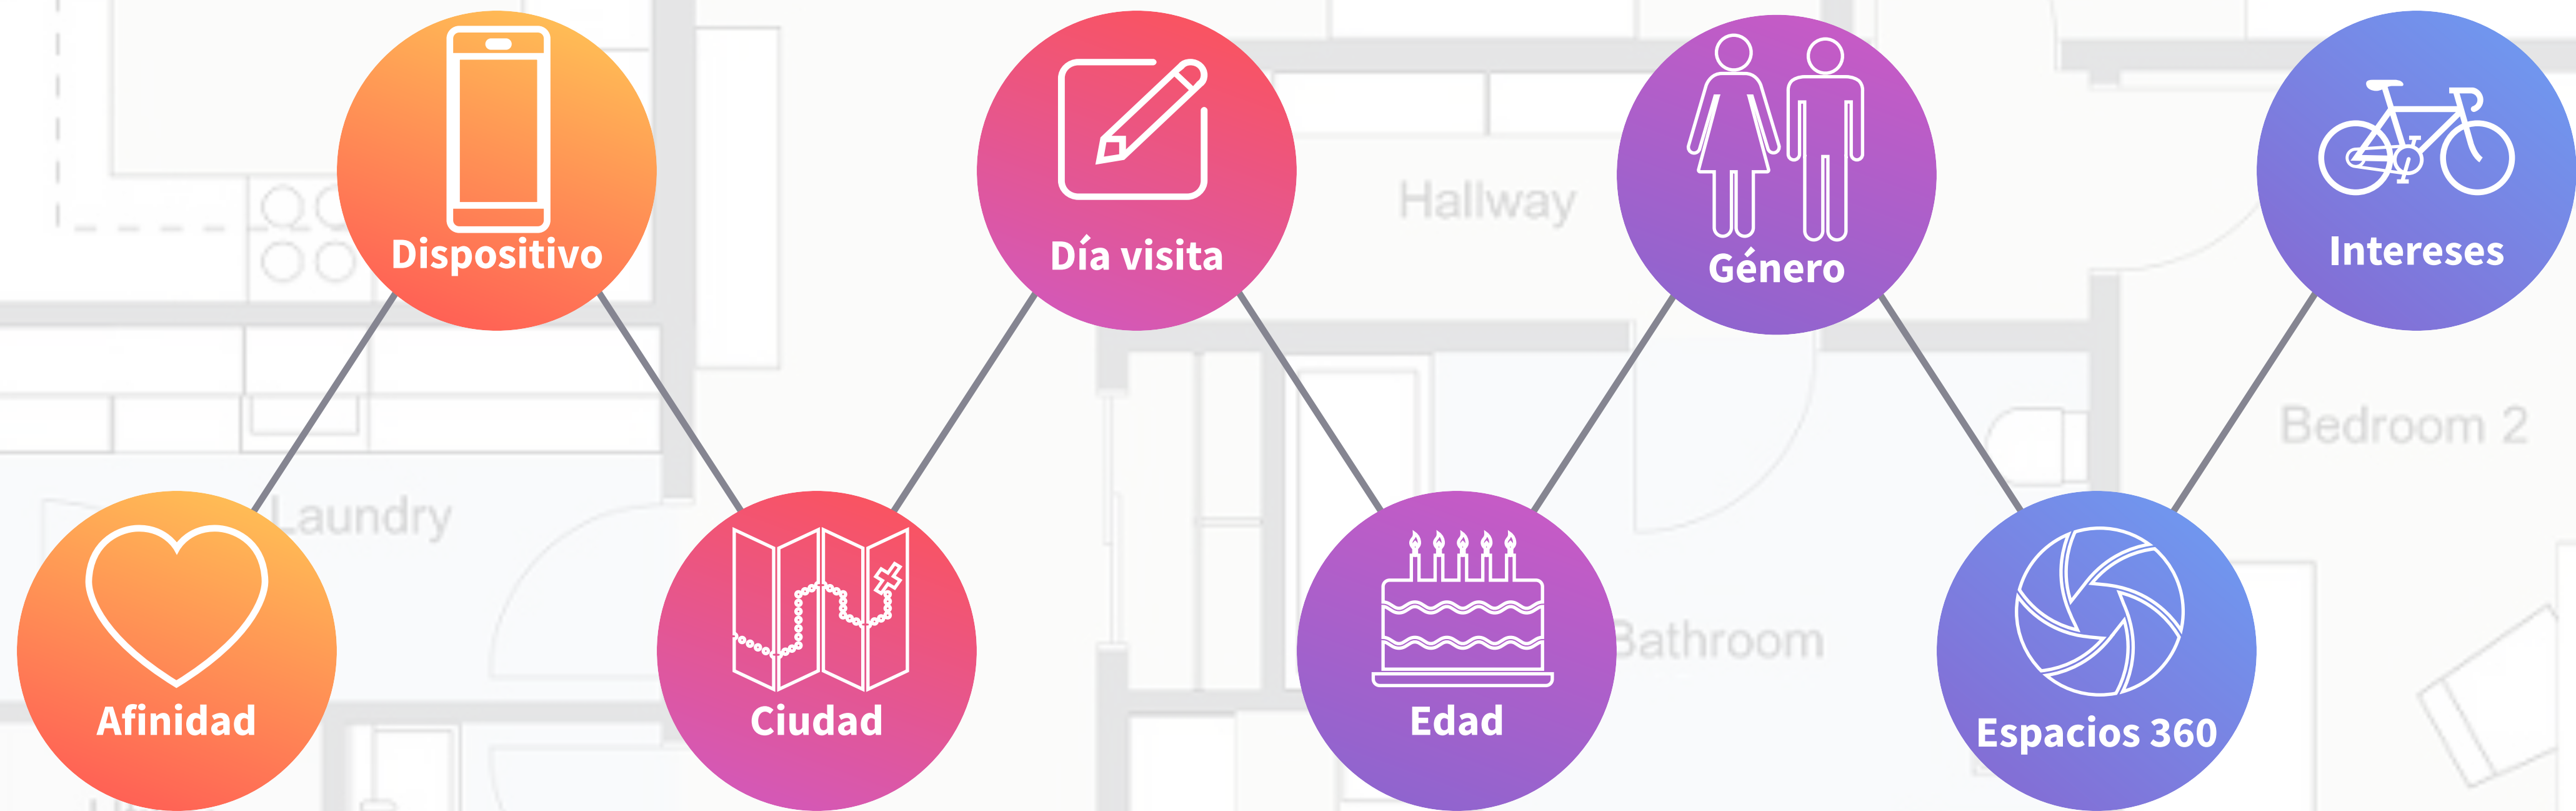 Dispositivo
Día visita
Hallway
Género
Intereses
Bedroom 2
Laundry
Bathroom
Afinidad
Ciudad
Edad
Espacios 360